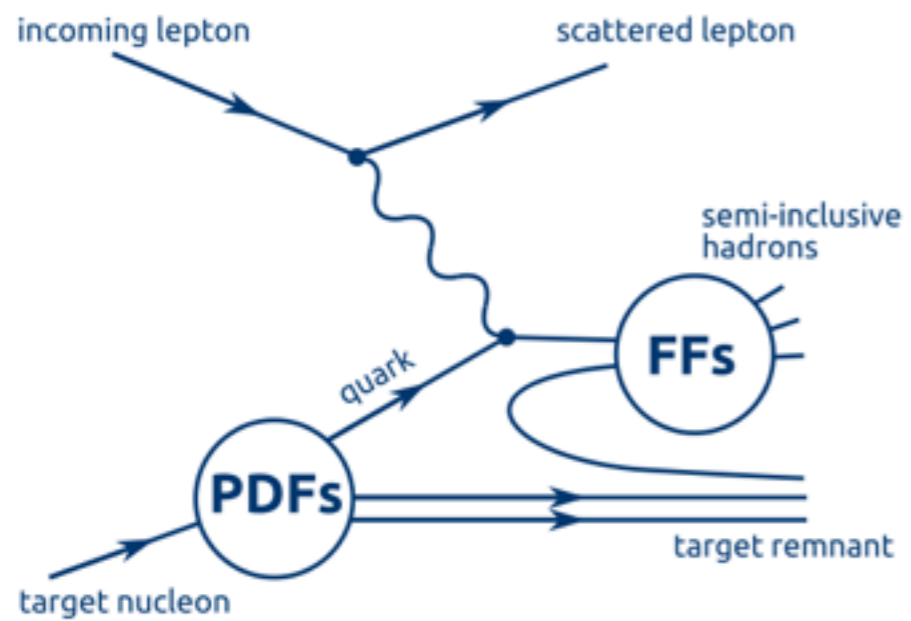 incoming lepton
scattered lepton
semi-inclusive
hadrons
FFs
quark
PDFs
target remnant
target nucleon